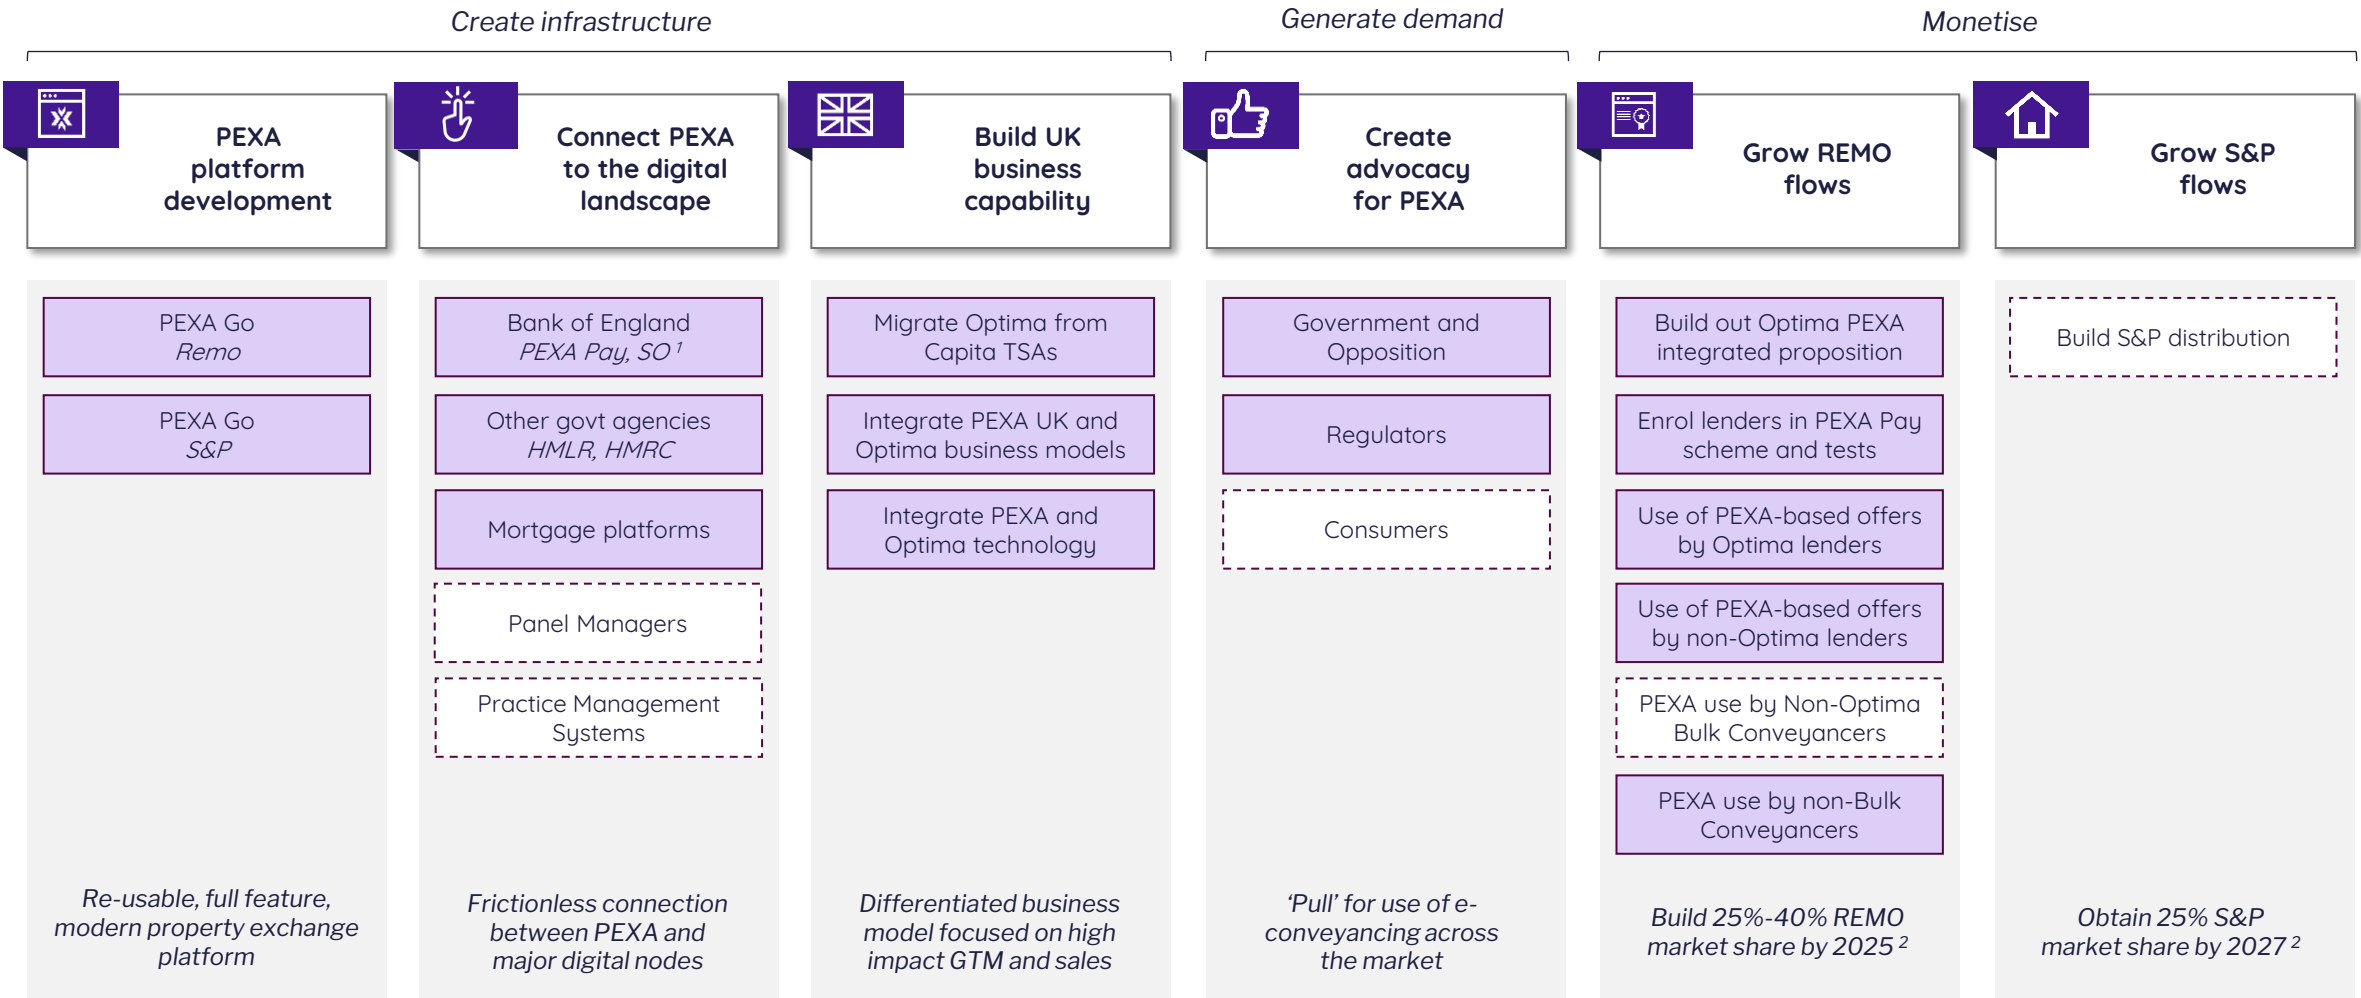 Create infrastructure
Generate demand
Monetise
PEXA
platform
development
Connect PEXA
to the digital
landscape
Build UK
business
capability
Create
advocacy
for PEXA
Grow REMO
flows
Grow S&P
flows
PEXA Go
Remo
PEXA Go
S&P
Re-usable, full feature,
modern property exchange
platform
Bank of England
PEXA Pay, SO ¹
Other govt agencies
HMLR, HMRC
Mortgage platforms
Panel Managers
Practice Management
Systems
Frictionless connection
between PEXA and
major digital nodes
Migrate Optima from
Capita TSAs
Integrate PEXA UK and
Optima business models
Integrate PEXA and
Optima technology
Differentiated business
model focused on high
impact GTM and sales
Government and
Opposition
Regulators
Consumers
‘Pull’ for use of e-
conveyancing across
the market
Build out Optima PEXA
integrated proposition
Enrol lenders in PEXA Pay
scheme and tests
Use of PEXA-based offers
by Optima lenders
Use of PEXA-based offers
by non-Optima lenders
PEXA use by Non-Optima
Bulk Conveyancers
PEXA use by non-Bulk
Conveyancers
Build 25%-40% REMO
market share by 2025 ²
Build S&P distribution
Obtain 25% S&P
market share by 2027 ²